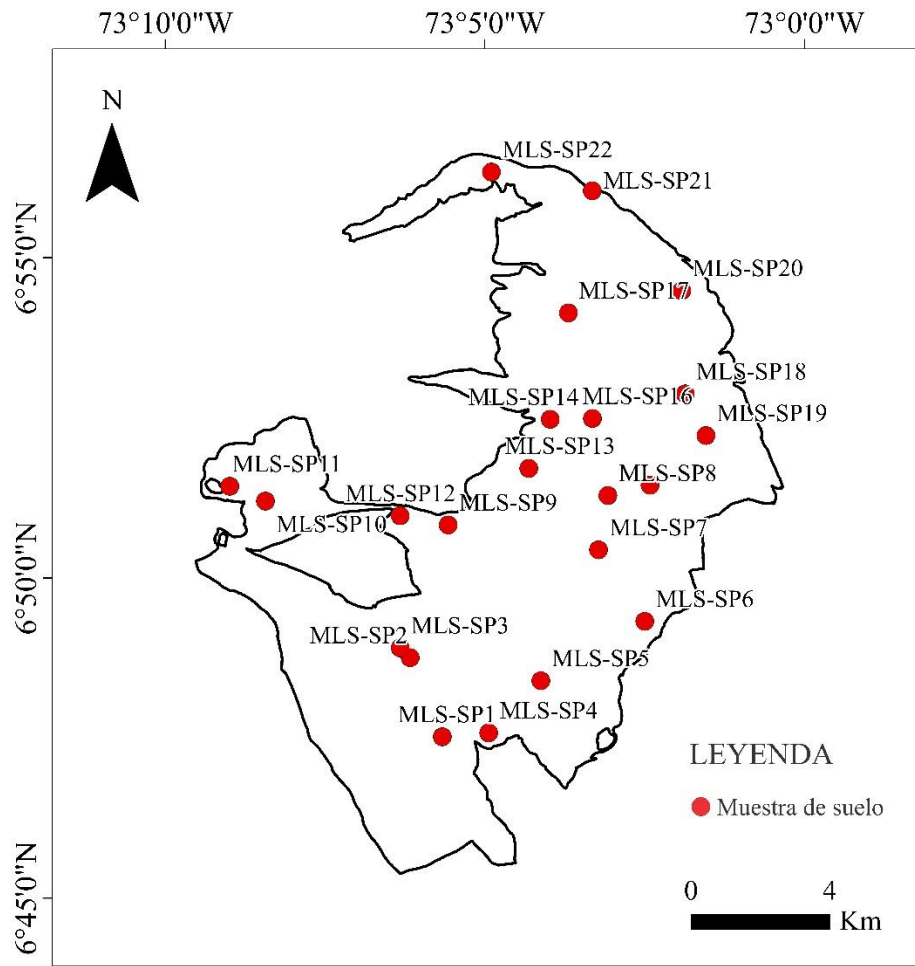 73°10'0"W 73°5'0"W 73°0'0"W
N
MLS-SP22
MLS-SP21
6°55'0"N
MLS-SP20
MLS-SP17
MLS-SP18
MLS-SP14
MLS-SP16
MLS-SP19
MLS-SP13
MLS-SP11
MLS-SP8
MLS-SP12
MLS-SP9
MLS-SP10
MLS-SP7
6°50'0"N
MLS-SP6
MLS-SP3
MLS-SP2
MLS-SP5
MLS-SP1
MLS-SP4
LEYENDA
Muestra de suelo
6°45'0"N
0 4
Km